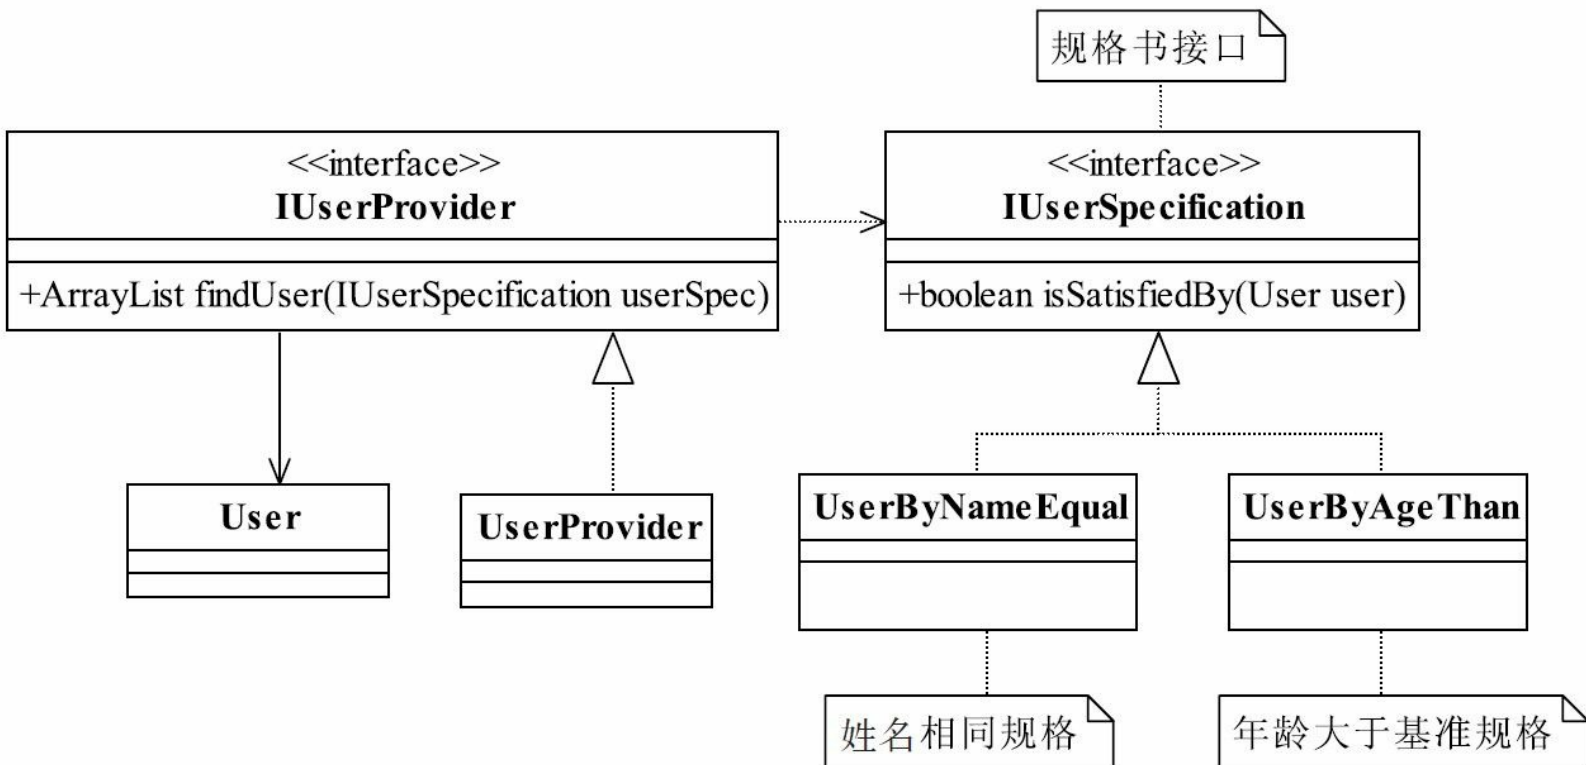 规格书接口
<<interface>>
IUserProvider
+ArrayList findUser(IUserSpecification userSpec)
<<interface>>
IUserSpecification
+boolean isSatisfiedBy(User user)
User
UserProvider
UserByNameEqual
UserByAgeThan
姓名相同规格
年龄大于基准规格